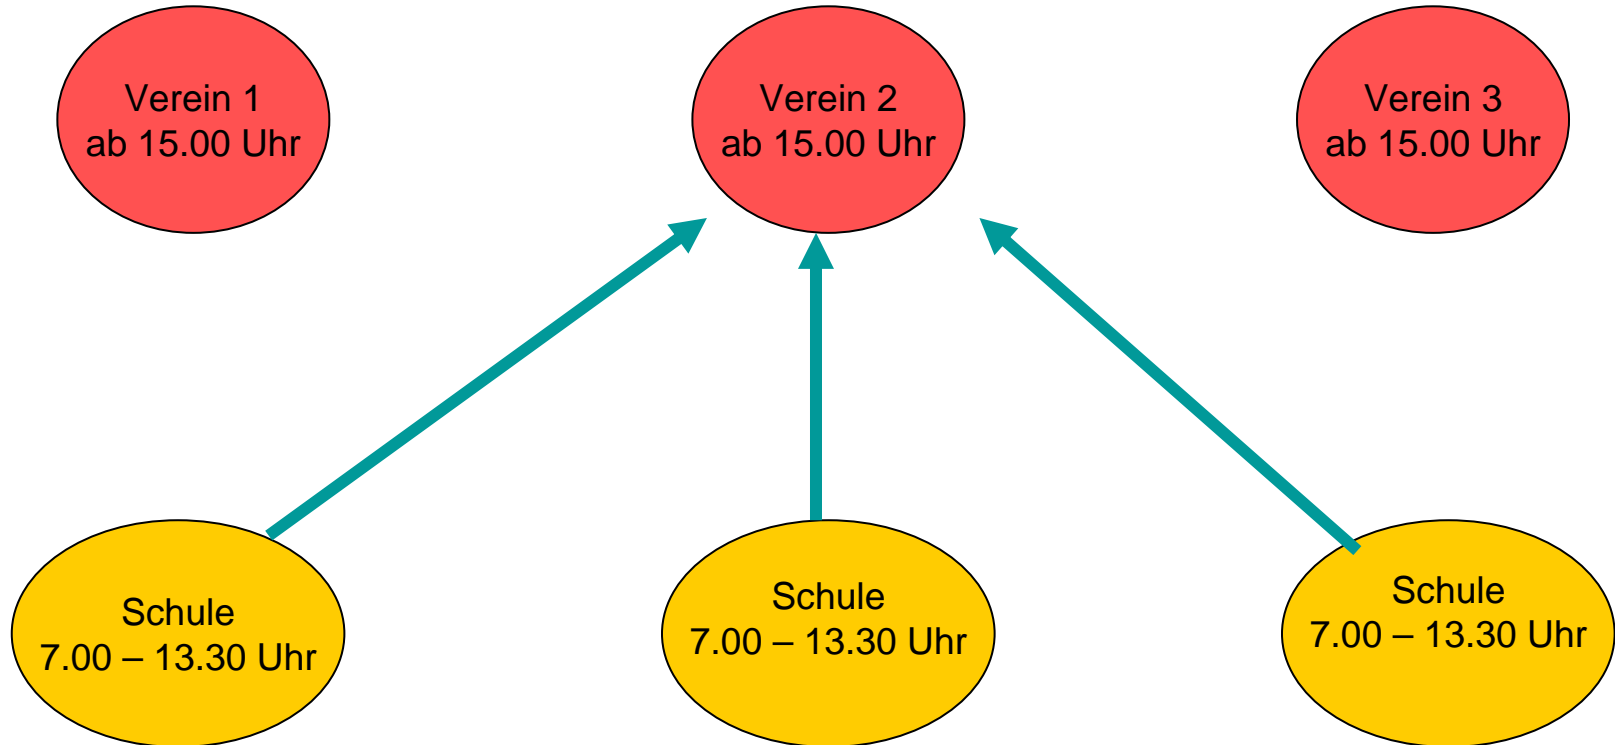 Verein 1
ab 15.00 Uhr
Verein 2
ab 15.00 Uhr
Verein 3
ab 15.00 Uhr
Schule
7.00 – 13.30 Uhr
Schule
7.00 – 13.30 Uhr
Schule
7.00 – 13.30 Uhr